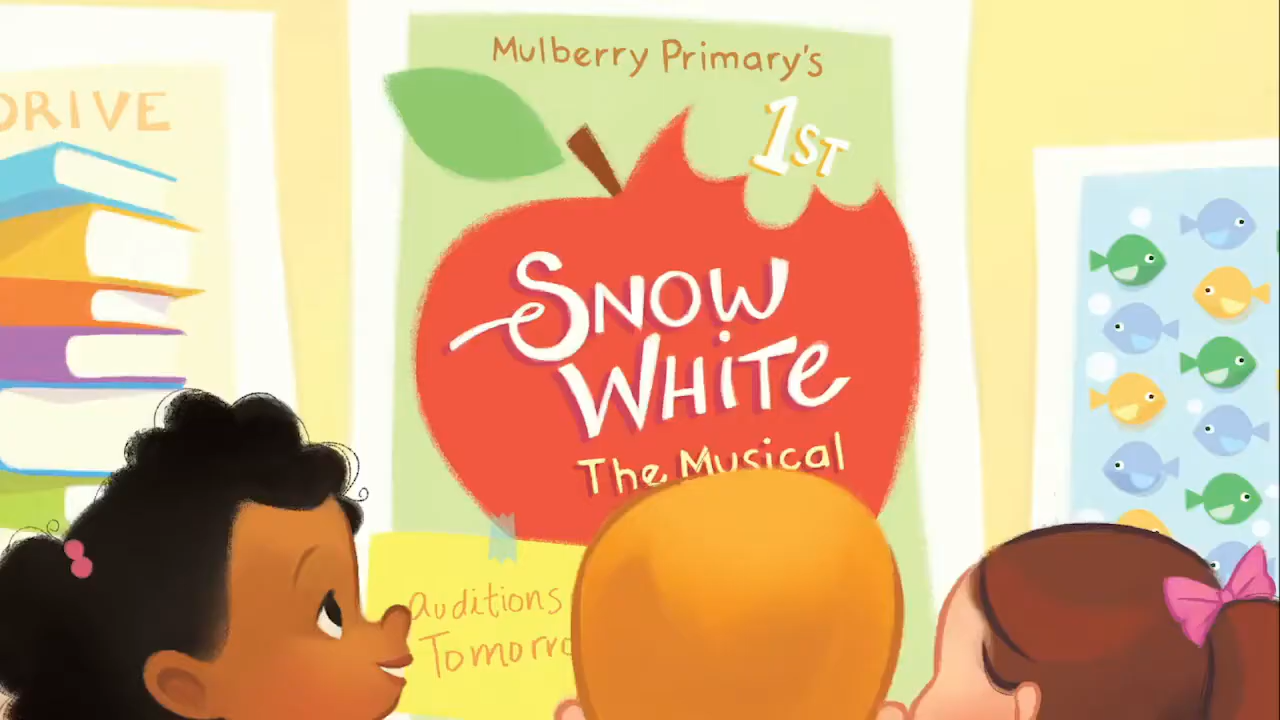 Mulberry Primary's
1ST
DRIVE
SNOW
WHITE
The Musical
auditions